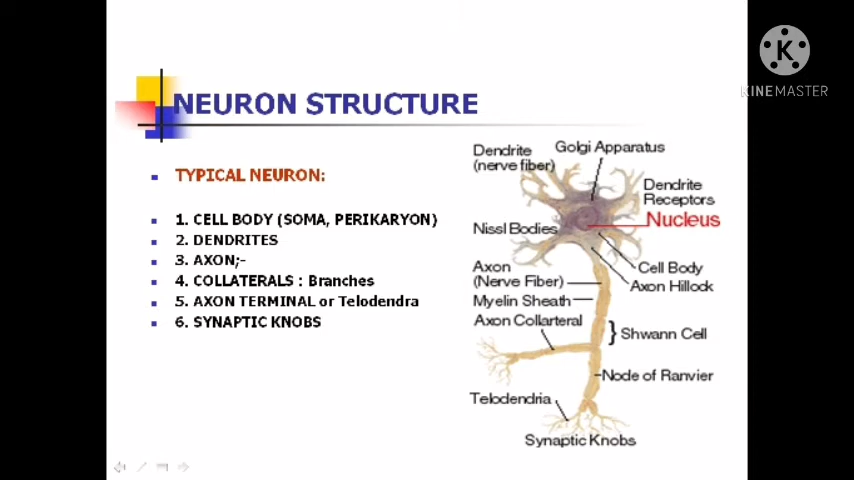 NEURON STRUCTURE
TYPICAL NEURON:
1. CELL BODY (SOMA, PERIKARYON)
2. DENDRITES
3. AXON;-
4. COLLATERALS : Branches
5. AXON TERMINAL or Telodendra
6. SYNAPTIC KNOBS
Dendrite
(nerve fiber)
Golgi Apparatus
Dendrite
Receptors
Nucleus
Nissl Bodies
Cell Body
Axon Hillock
Axon
(Nerve Fiber)
Myelin Sheath
Axon Collarteral
Shwann Cell
Node of Ranvier
Telodendria
Synaptic Knobs
K
KINEMASTER